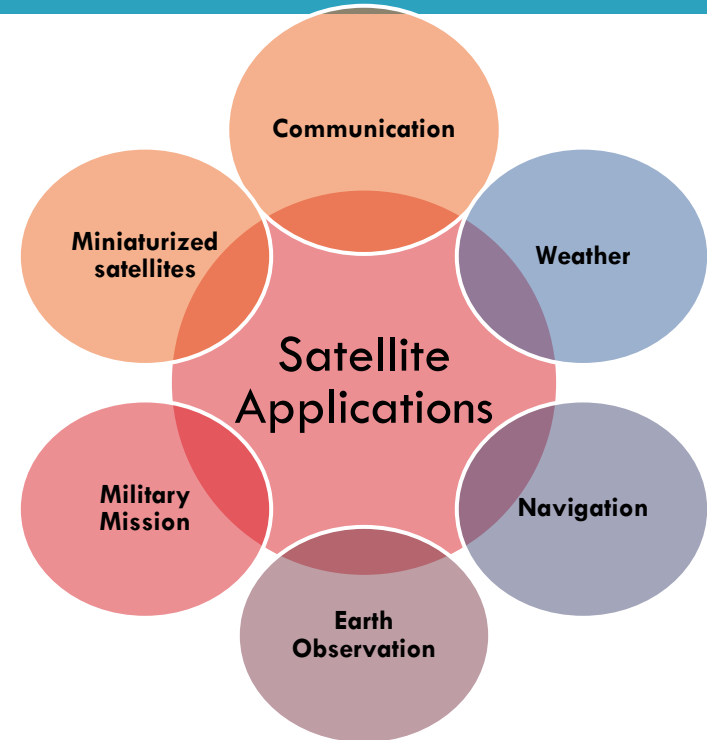 Communication
Miniaturized
satellites
Weather
Satellite
Applications
Military
Mission
Navigation
Earth
Observation